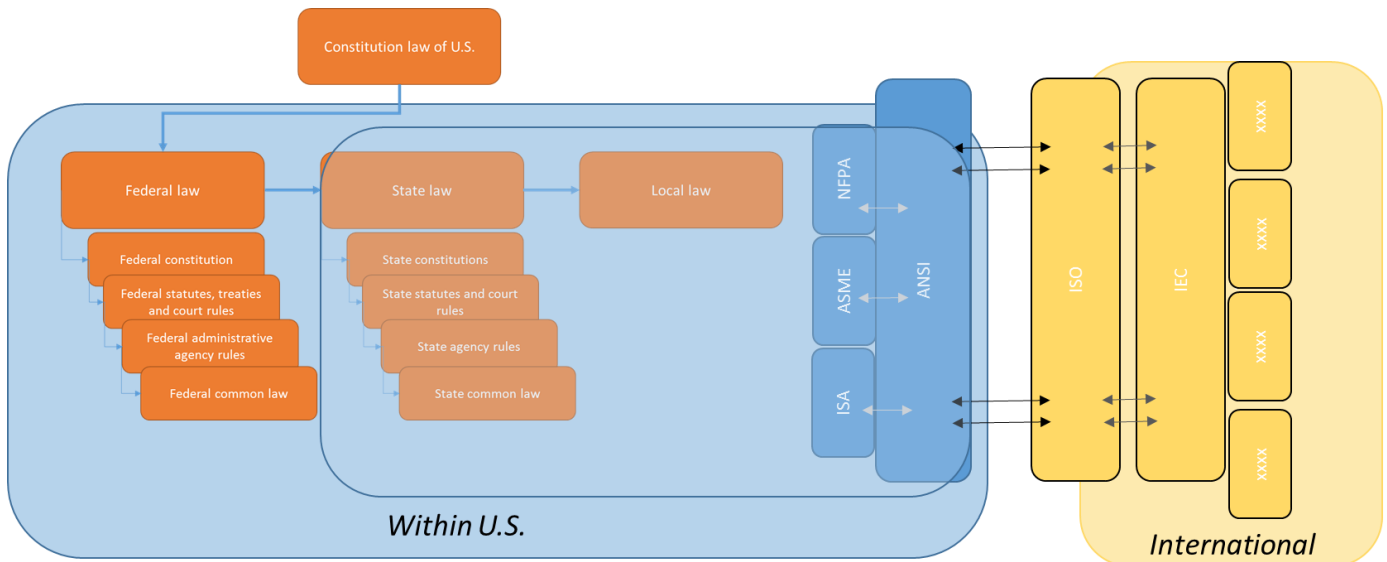 Constitution law of U.S.
Federal law
State law
Local law
Federal constitution
Federal statutes, treaties
and court rules
Federal administrative
agency rules
Federal common law
State constitutions
State statutes and court
rules
State agency rules
State common law
NFPA
ASME
ISA
ANSI
ISO
IEC
xxxx
xxxx
xxxx
xxxx
Within U.S.
International